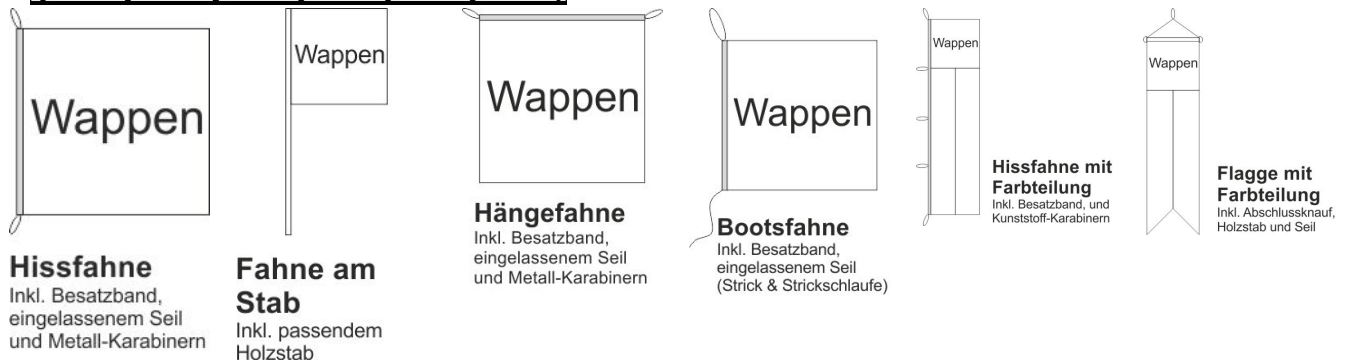 Wappen
Hissfahne
Inkl. Besatzband,
eingelassenem Seil
und Metall-Karabinern
Wappen
Fahne am
Stab
Inkl. passendem
Holzstab
Wappen
Hängefahne
Inkl. Besatzband,
eingelassenem Seil
und Metall-Karabinern
Wappen
Bootsfahne
Inkl. Besatzband,
eingelassenem Seil
(Strick & Strickschlaufe)
Wappen
Hissfahne mit
Farbteilung
Inkl. Besatzband, und
Kunststoff-Karabinern
Wappen
Flagge mit
Farbteilung
Inkl. Abschlussknauf,
Holzstab und Seil